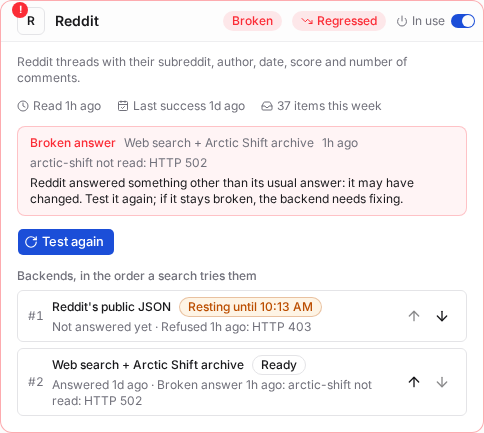 !
R
Reddit
Broken
Regressed
In use
Reddit threads with their subreddit, author, date, score and number of
comments.
Read 1h ago
Last success 1d ago
37 items this week
Broken answer Web search + Arctic Shift archive 1h ago
arctic-shift not read: HTTP 502
Reddit answered something other than its usual answer: it may have
changed. Test it again; if it stays broken, the backend needs fixing.
Test again
Backends, in the order a search tries them
#1
Reddit's public JSON Resting until 10:13 AM
Not answered yet · Refused 1h ago: HTTP 403
#2
Web search + Arctic Shift archive Ready
Answered 1d ago · Broken answer 1h ago: arctic-shift not
read: HTTP 502